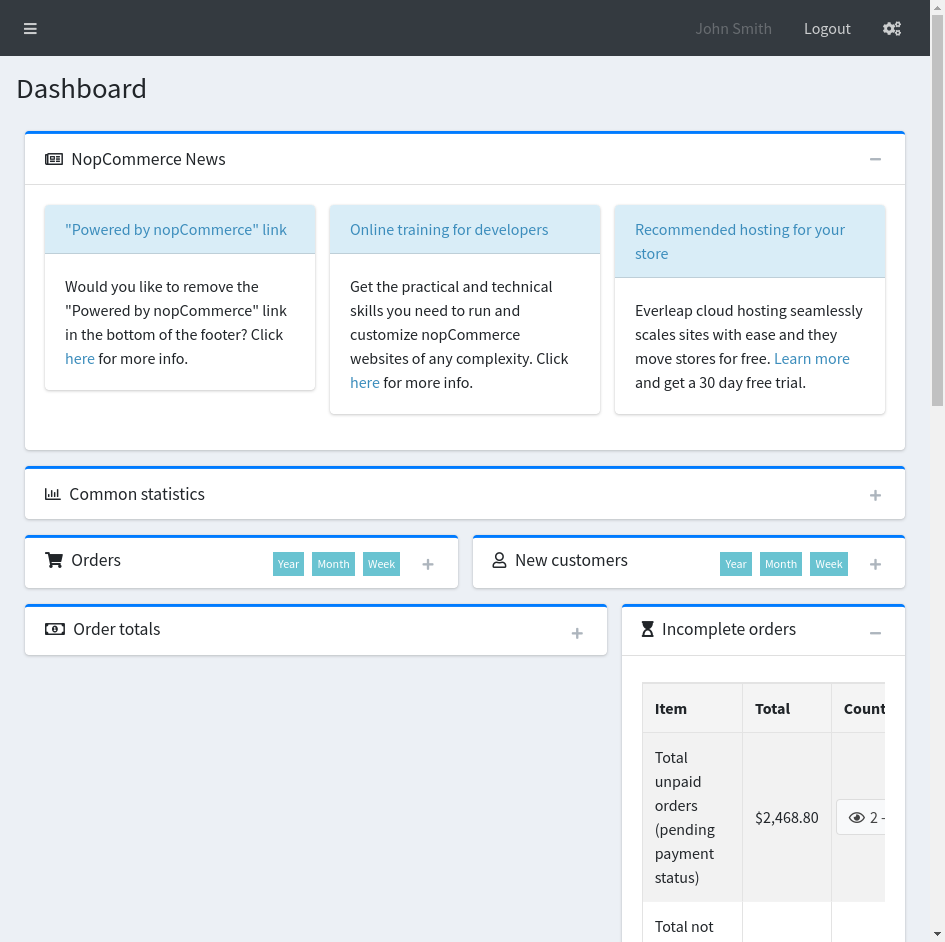 John Smith Logout
Dashboard
NopCommerce News
"Powered by nopCommerce" link
Would you like to remove the
"Powered by nopCommerce" link
in the bottom of the footer? Click
here for more info.
Online training for developers
Get the practical and technical
skills you need to run and
customize nopCommerce
websites of any complexity. Click
here for more info.
Recommended hosting for your
store
Everleap cloud hosting seamlessly
scales sites with ease and they
move stores for free. Learn more
and get a 30 day free trial.
Common statistics
Orders Year Month Week
New customers Year Month Week
Order totals
Incomplete orders
Item Total Count
Total
unpaid
orders
(pending
payment
status)
$2,468.80
2 -
Total not